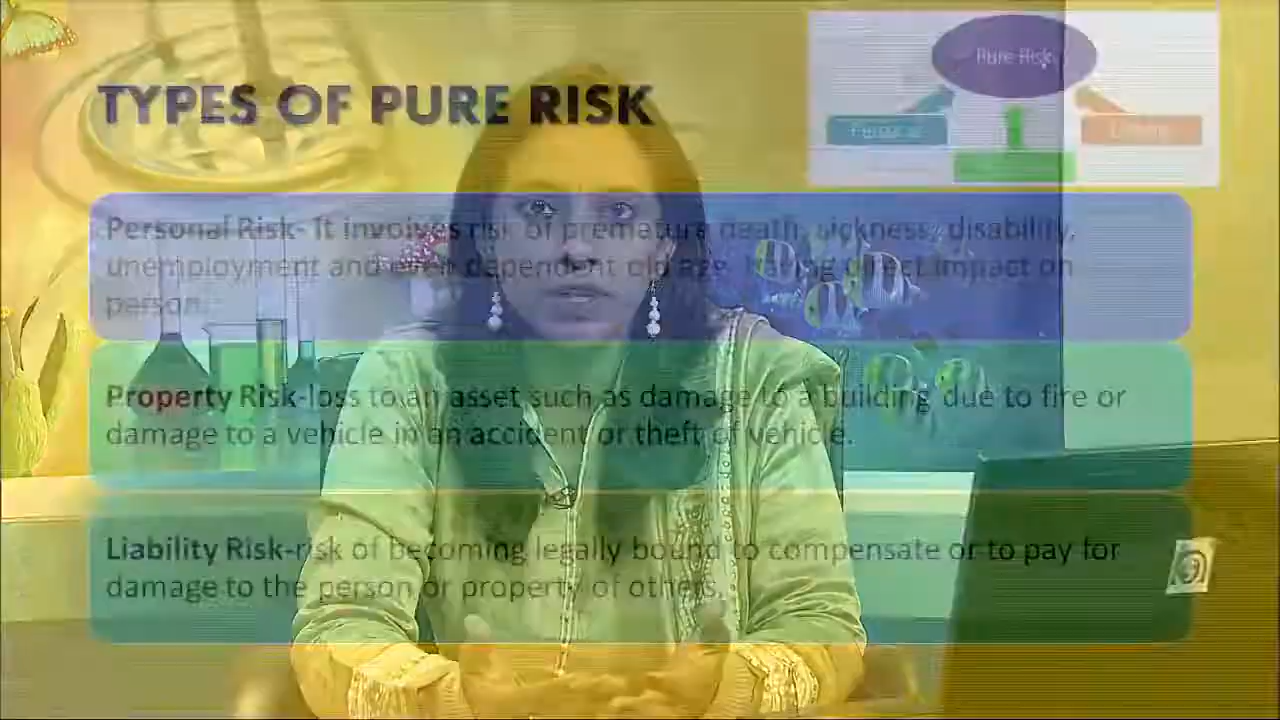 TYPES OF PURE RISK
Pure Risk
Personal Risk- It involves risk of premature death, sickness, disability,
unemployment and even dependent old age, having direct impact on
person.
Property Risk-loss to an asset such as damage to a building due to fire or
damage to a vehicle in an accident or theft of vehicle.
Liability Risk-risk of becoming legally bound to compensate or to pay for
damage to the person or property of others.